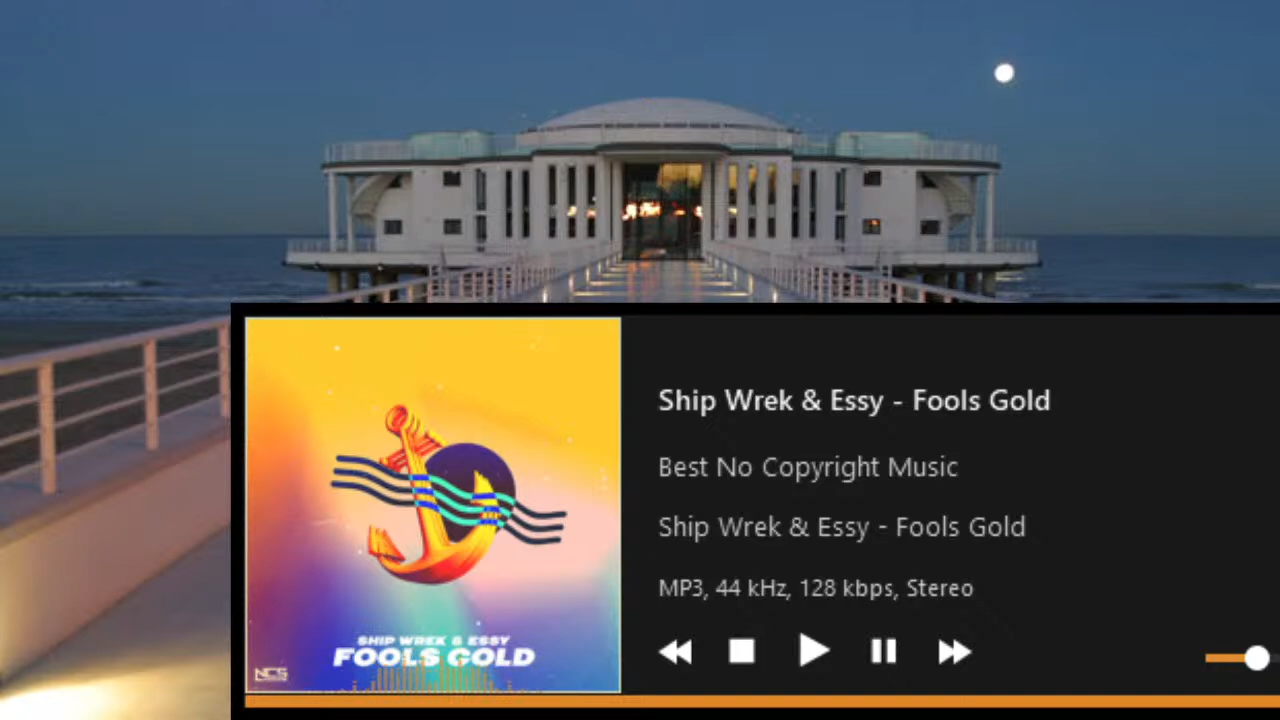 Ship Wrek & Essy - Fools Gold
Best No Copyright Music
Ship Wrek & Essy - Fools Gold
MP3, 44 kHz, 128 kbps, Stereo
SHIP WREK & ESSY
FOOLS GOLD
NCS